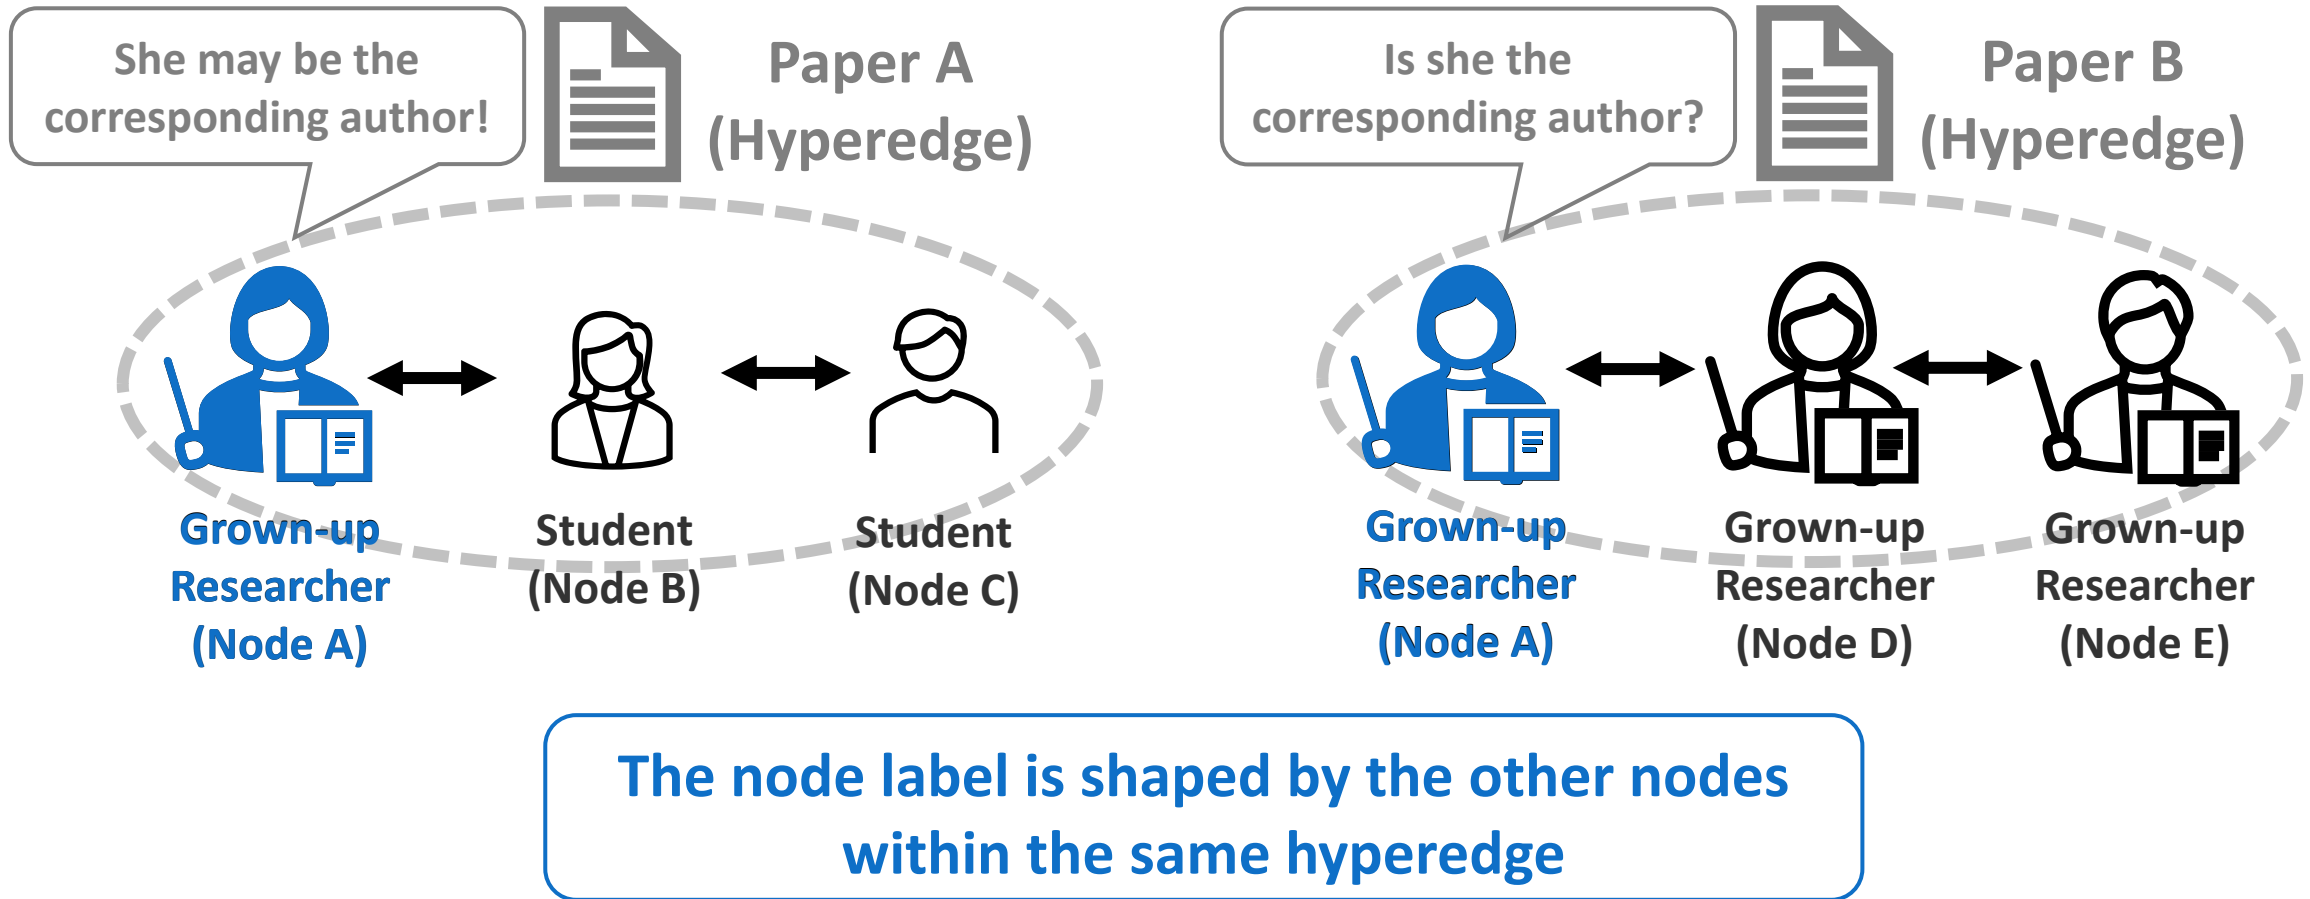 She may be the
corresponding author!
Paper A
(Hyperedge)
Grown-up
Researcher
(Node A)
Student
(Node B)
Student
(Node C)
Is she the
corresponding author?
Paper B
(Hyperedge)
Grown-up
Researcher
(Node A)
Grown-up
Researcher
(Node D)
Grown-up
Researcher
(Node E)
The node label is shaped by the other nodes
within the same hyperedge